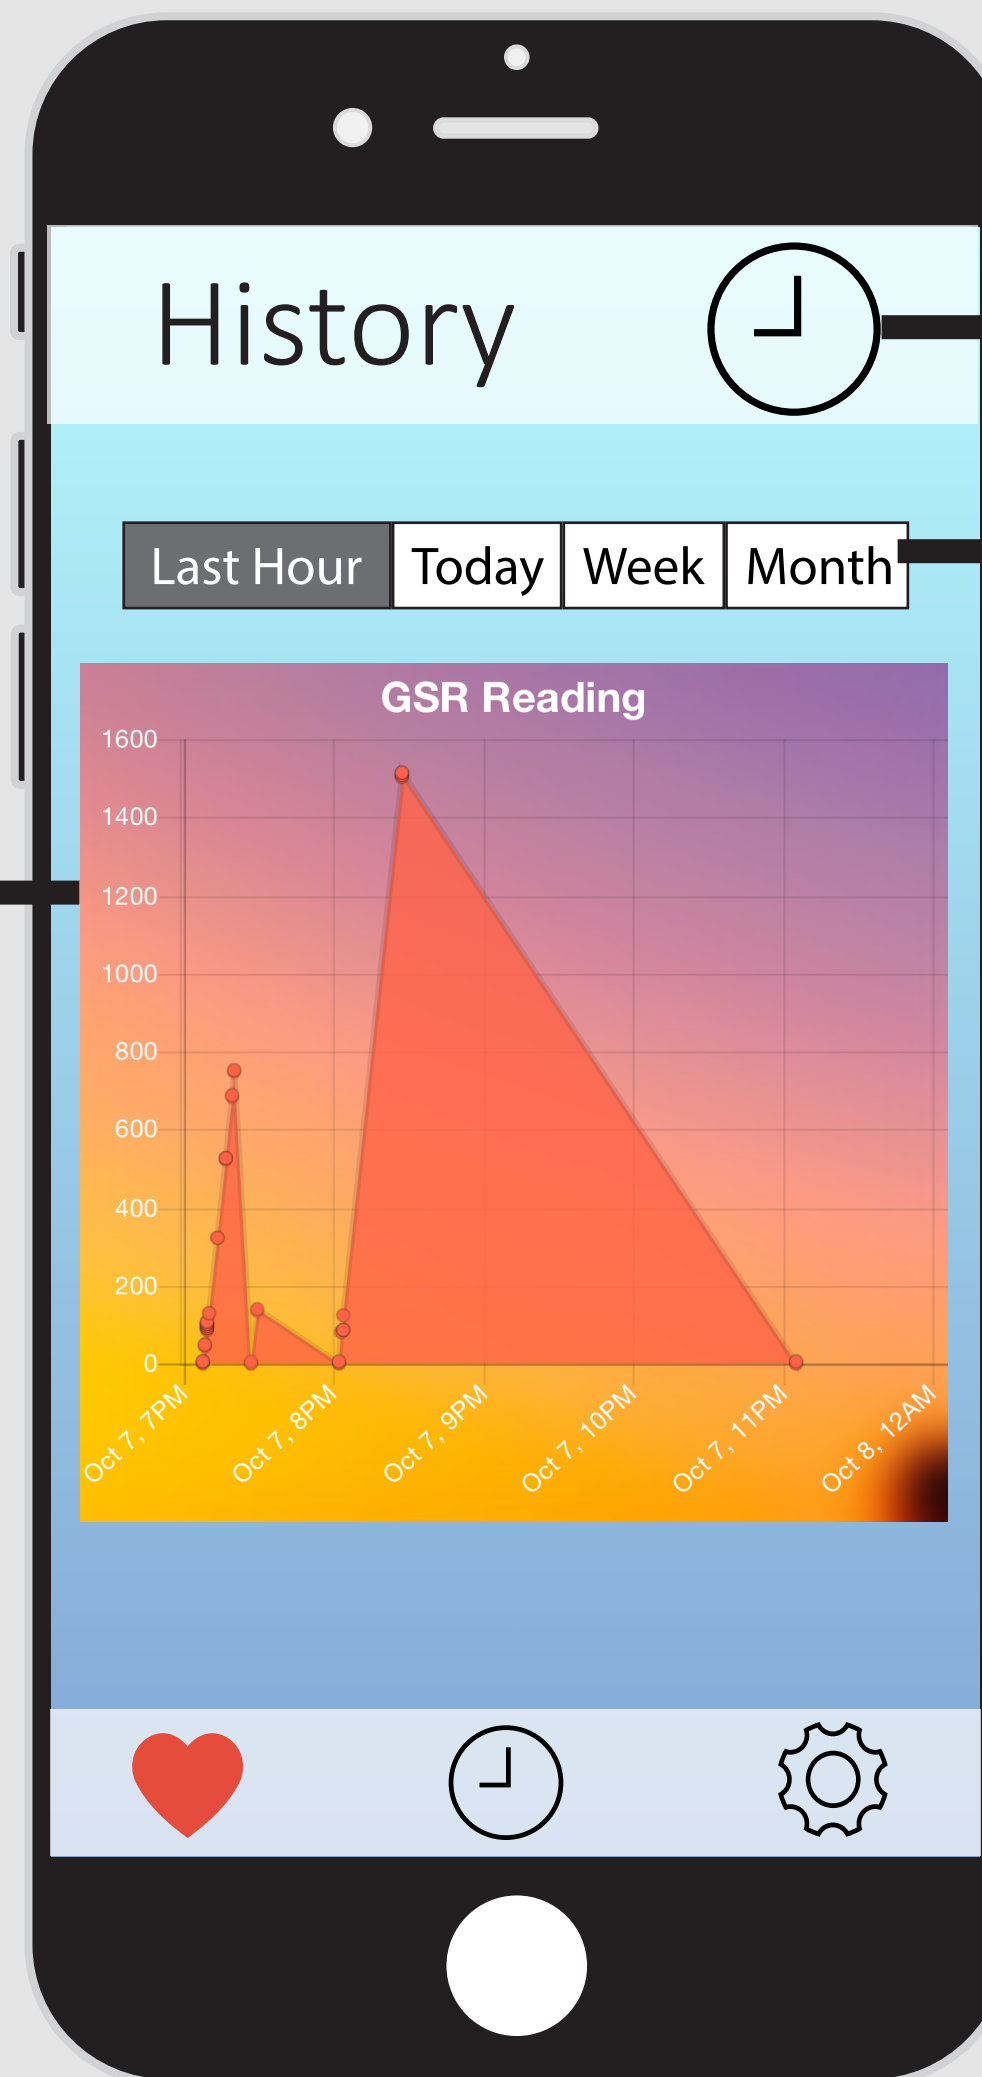 History
Last Hour Today Week Month
GSR Reading
1600
1400
1200
1000
800
600
400
200
0
Oct 7, 7PM
Oct 7, 8PM
Oct 7, 9PM
Oct 7, 10PM
Oct 7, 11PM
Oct 8, 12AM